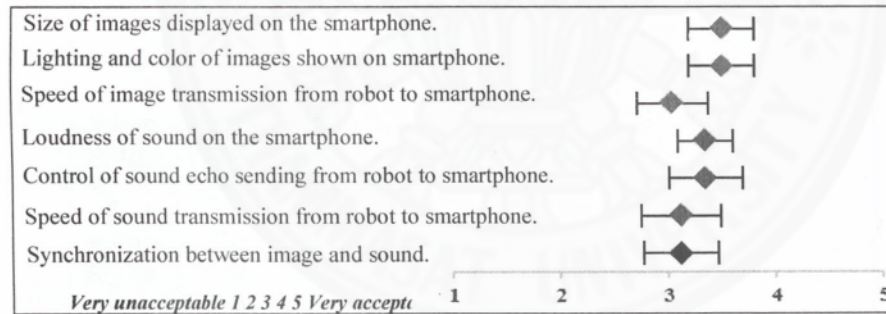 Size of images displayed on the smartphone.
Lighting and color of images shown on smartphone.
Speed of image transmission from robot to smartphone.
Loudness of sound on the smartphone.
Control of sound echo sending from robot to smartphone.
Speed of sound transmission from robot to smartphone.
Synchronization between image and sound.
1 2 3 4 5
Very unacceptable 1 2 3 4 5 Very accepta